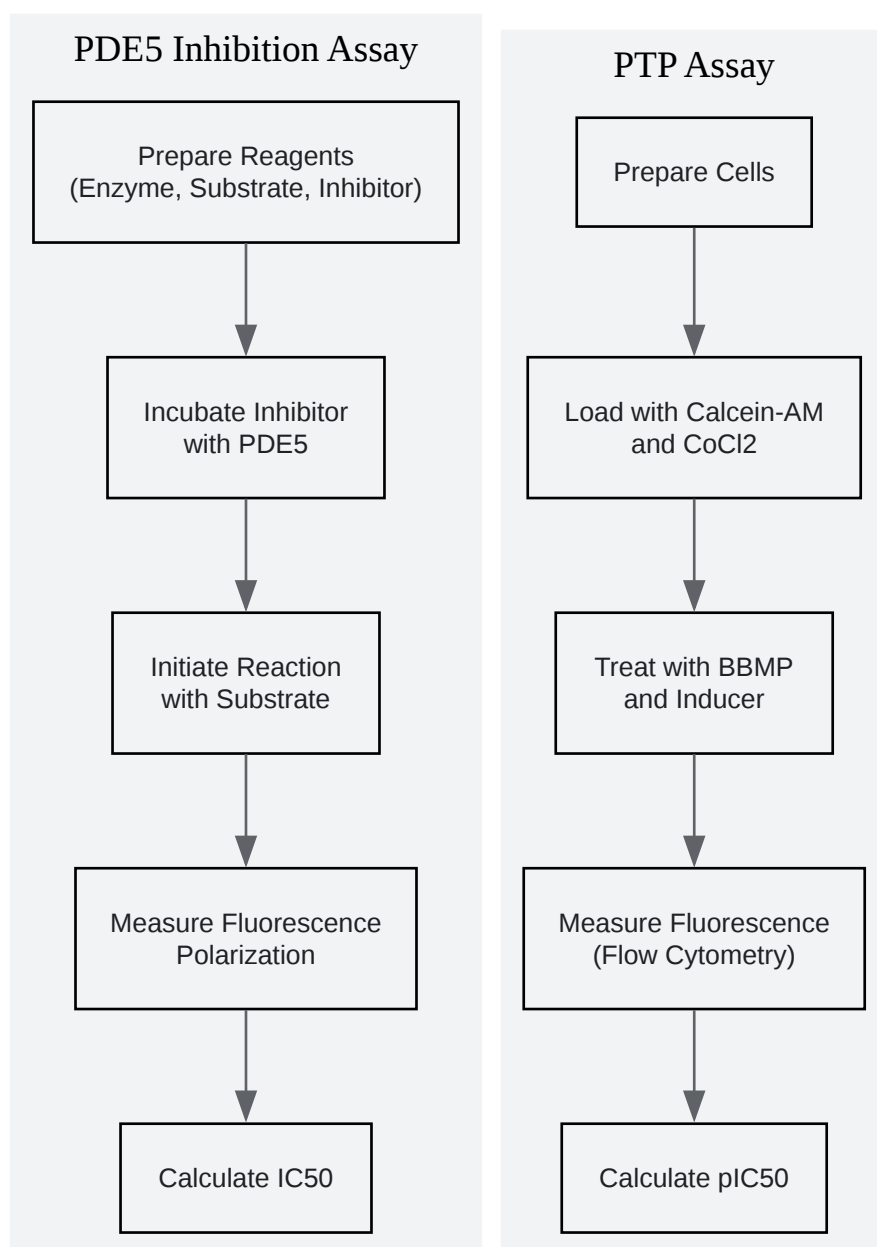 PDE5 Inhibition Assay
Prepare Reagents
(Enzyme, Substrate, Inhibitor)
Incubate Inhibitor
with PDE5
Initiate Reaction
with Substrate
Measure Fluorescence
Polarization
Calculate IC50
PTP Assay
Prepare Cells
Load with Calcein-AM
and CoCl2
Treat with BBMP
and Inducer
Measure Fluorescence
(Flow Cytometry)
Calculate pIC50